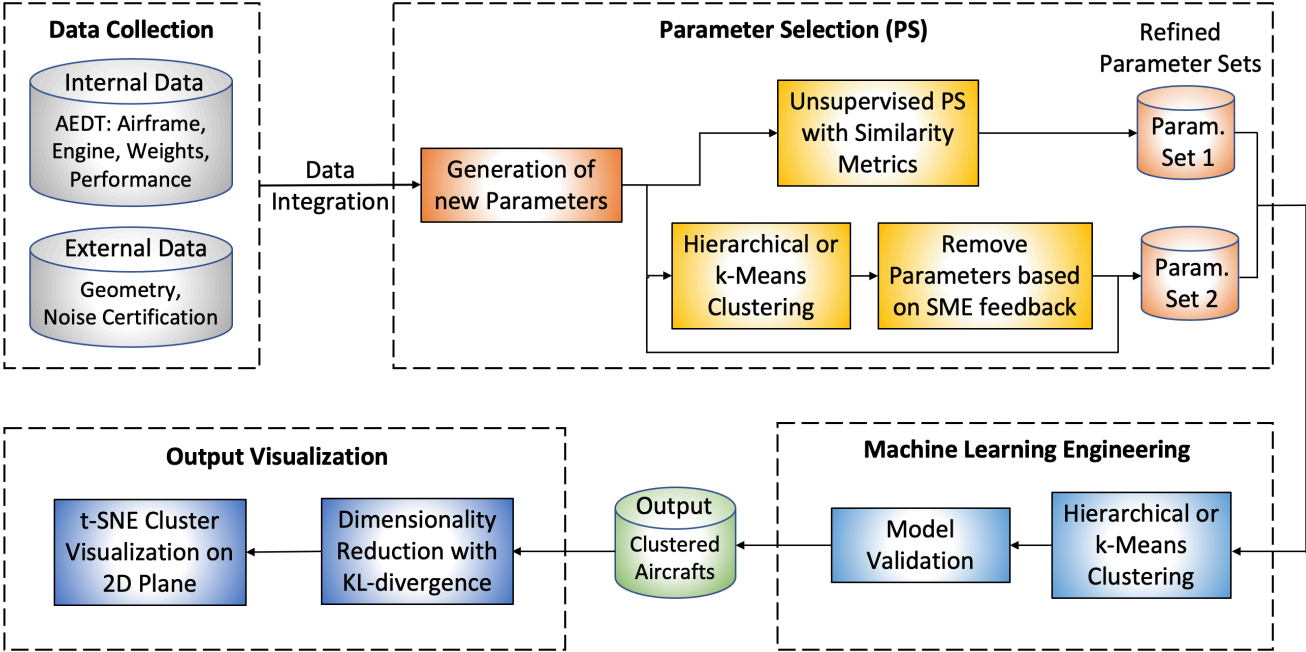 Data Collection
Internal Data
AEDT: Airframe,
Engine, Weights,
Performance
External Data
Geometry,
Noise Certification
Data
Integration
Parameter Selection (PS)
Generation of
new Parameters
Unsupervised PS
with Similarity
Metrics
Hierarchical or
k-Means
Clustering
Remove
Parameters based
on SME feedback
Refined
Parameter Sets
Param.
Set 1
Param.
Set 2
Machine Learning Engineering
Hierarchical or
k-Means
Clustering
Model
Validation
Output
Clustered
Aircrafts
Output Visualization
Dimensionality
Reduction with
KL-divergence
t-SNE Cluster
Visualization on
2D Plane